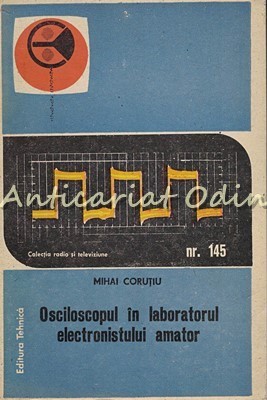 Anticariat Odin
Colecția radio și televiziune
nr. 145
MIHAI CORUȚIU
Osciloscopul în laboratorul
electronistului amator
Editura Tehnică